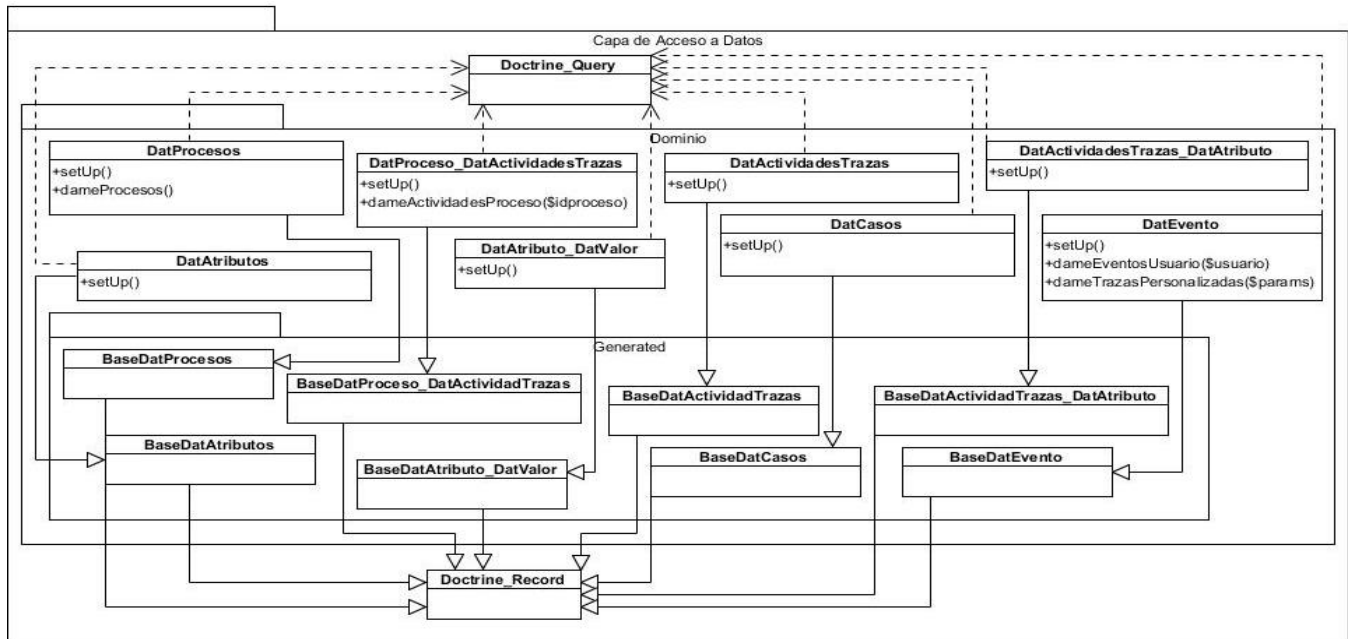 Capa de Acceso a Datos
Doctrine_Query
Dominio
DatProcesos
+setUp()
+dameProcesos()
DatProceso_DatActividadesTrazas
+setUp()
+dameActividadesProceso($idproceso)
DatActividadesTrazas
+setUp()
DatActividadesTrazas_DatAtributo
+setUp()
DatAtributos
+setUp()
DatAtributo_DatValor
+setUp()
DatCasos
+setUp()
DatEvento
+setUp()
+dameEventosUsuario($usuario)
+dameTrazasPersonalizadas($params)
Generated
BaseDatProcesos
BaseDatProceso_DatActividadTrazas
BaseDatActividadTrazas
BaseDatActividadTrazas_DatAtributo
BaseDatAtributos
BaseDatAtributo_DatValor
BaseDatCasos
BaseDatEvento
Doctrine_Record